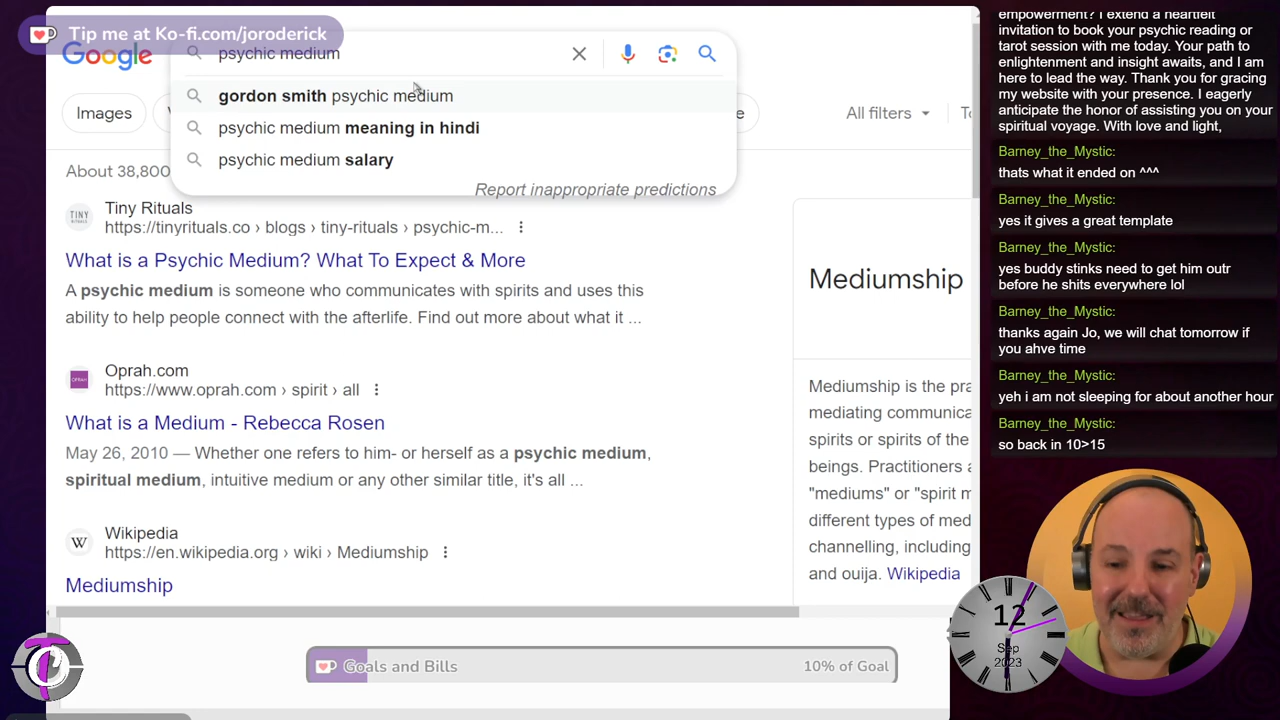 Tip me at Ko-fi.com/joroderick
Google
psychic medium
gordon smith psychic medium
psychic medium meaning in hindi
psychic medium salary
Report inappropriate predictions
Images
All filters
About 38,800
Tiny Rituals
TINY
RITUALS
https://tinyrituals.co › blogs › tiny-rituals › psychic-m...
What is a Psychic Medium? What To Expect & More
A psychic medium is someone who communicates with spirits and uses this
ability to help people connect with the afterlife. Find out more about what it ...
Oprah.com
https://www.oprah.com › spirit › all
What is a Medium - Rebecca Rosen
May 26, 2010 — Whether one refers to him- or herself as a psychic medium,
spiritual medium, intuitive medium or any other similar title, it's all ...
Wikipedia
W
https://en.wikipedia.org › wiki › Mediumship
Mediumship
Mediumship
Mediumship is the pra
mediating communica
spirits or spirits of the
beings. Practitioners a
"mediums" or "spirit m
different types of med
channelling, including
and ouija. Wikipedia
Goals and Bills
10% of Goal
empowerment? I extend a heartfelt
invitation to book your psychic reading or
tarot session with me today. Your path to
enlightenment and insight awaits, and I am
here to lead the way. Thank you for gracing
my website with your presence. I eagerly
anticipate the honor of assisting you on your
spiritual voyage. With love and light,
Barney_the_Mystic:
thats what it ended on ^^^
Barney_the_Mystic:
yes it gives a great template
Barney_the_Mystic:
yes buddy stinks need to get him outr
before he shits everywhere lol
Barney_the_Mystic:
thanks again Jo, we will chat tomorrow if
you ahve time
Barney_the_Mystic:
yeh i am not sleeping for about another hour
Barney_the_Mystic:
so back in 10>15
12
Sep
2023